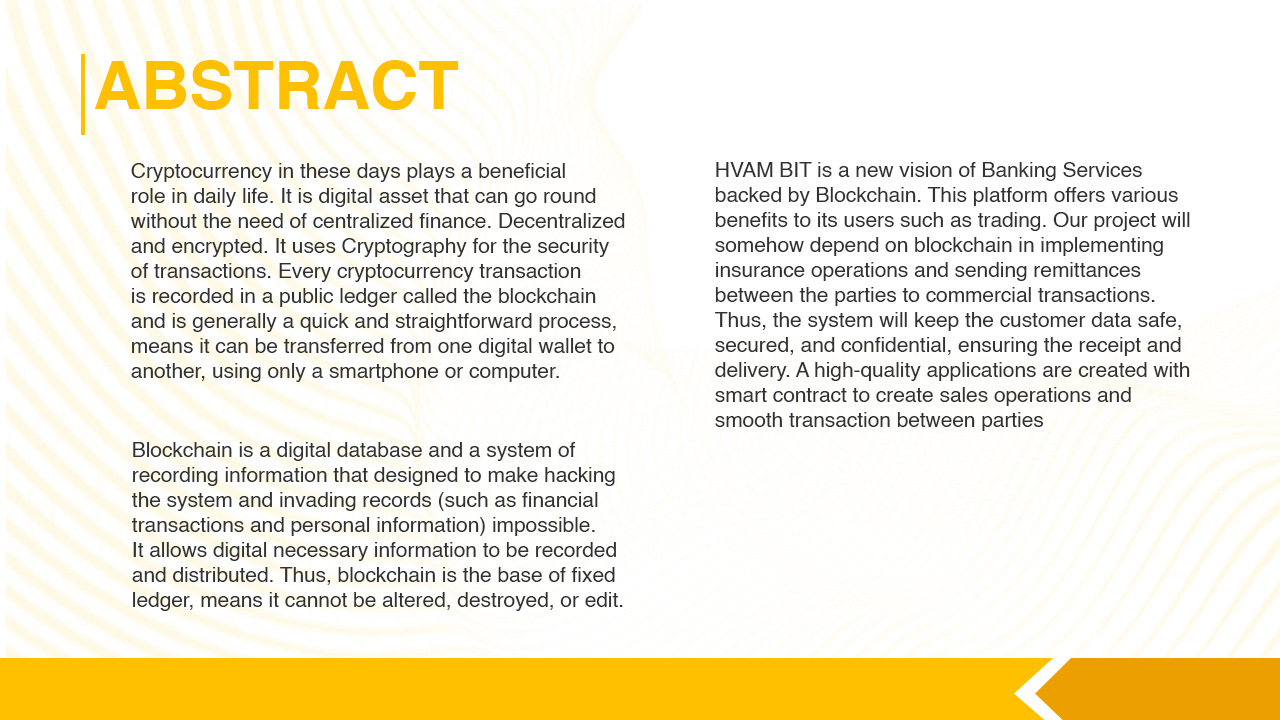 ABSTRACT
Cryptocurrency in these days plays a beneficial
role in daily life. It is digital asset that can go round
without the need of centralized finance. Decentralized
and encrypted. It uses Cryptography for the security
of transactions. Every cryptocurrency transaction
is recorded in a public ledger called the blockchain
and is generally a quick and straightforward process,
means it can be transferred from one digital wallet to
another, using only a smartphone or computer.
Blockchain is a digital database and a system of
recording information that designed to make hacking
the system and invading records (such as financial
transactions and personal information) impossible.
It allows digital necessary information to be recorded
and distributed. Thus, blockchain is the base of fixed
ledger, means it cannot be altered, destroyed, or edit.
HVAM BIT is a new vision of Banking Services
backed by Blockchain. This platform offers various
benefits to its users such as trading. Our project will
somehow depend on blockchain in implementing
insurance operations and sending remittances
between the parties to commercial transactions.
Thus, the system will keep the customer data safe,
secured, and confidential, ensuring the receipt and
delivery. A high-quality applications are created with
smart contract to create sales operations and
smooth transaction between parties